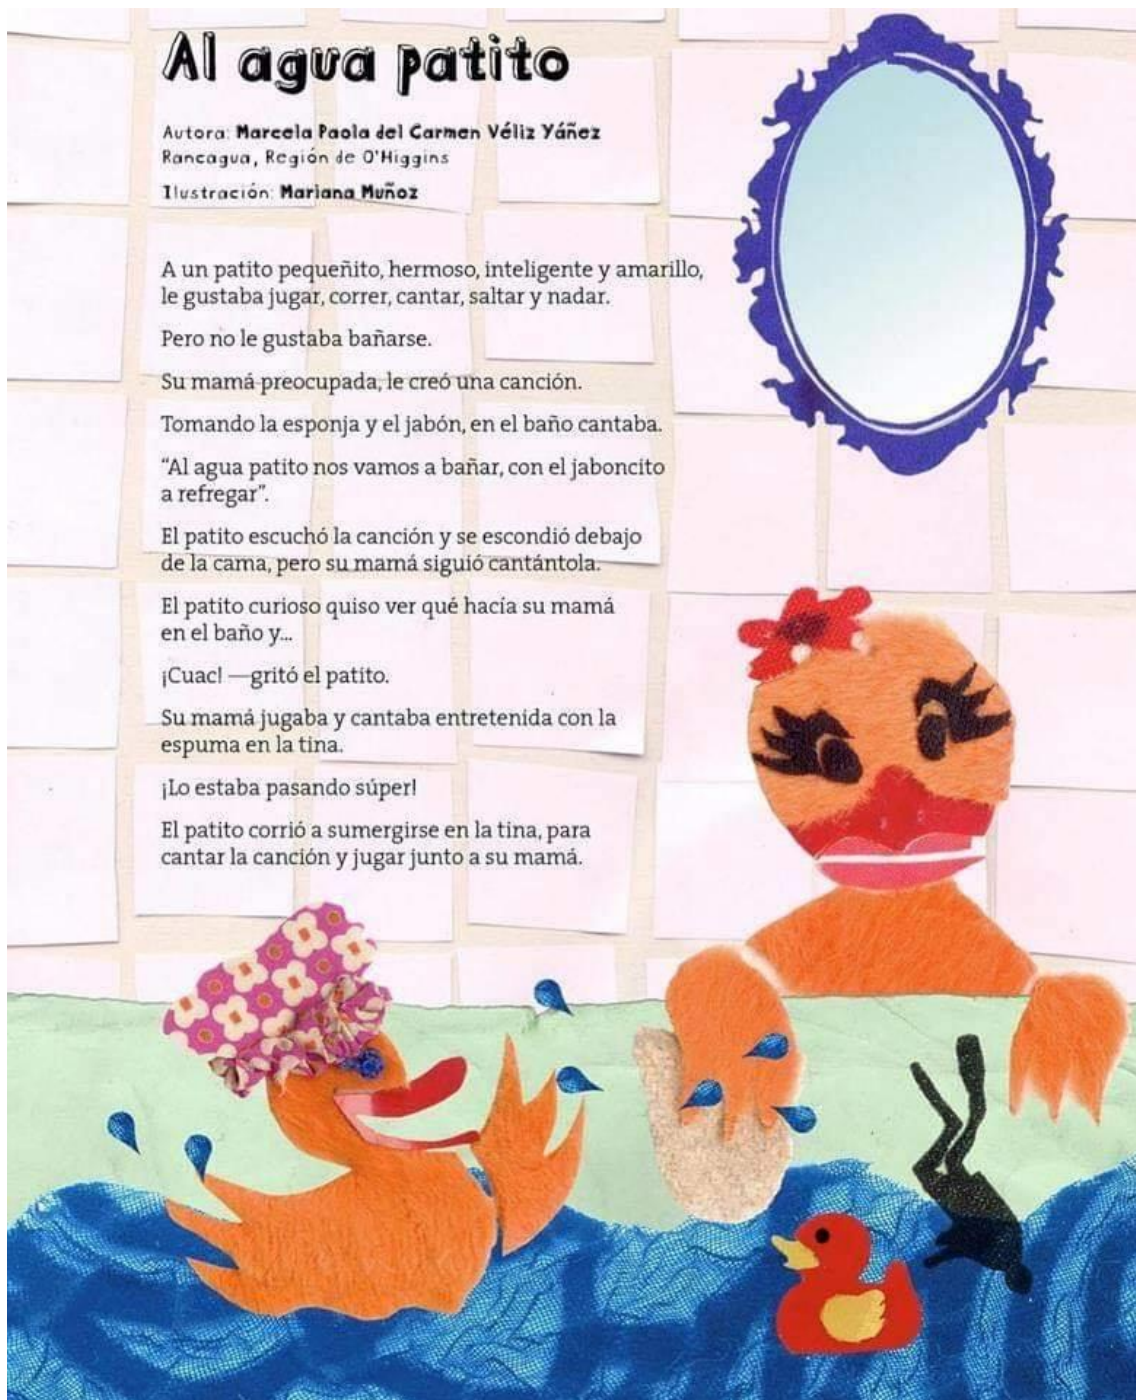 Al agua patito
Autora: Marcela Paola del Carmen Véliz Yáñez
Rancagua, Región de O'Higgins
Ilustración: Mariana Muñoz
A un patito pequeñito, hermoso, inteligente y amarillo,
le gustaba jugar, correr, cantar, saltar y nadar.
Pero no le gustaba bañarse.
Su mamá preocupada, le creó una canción.
Tomando la esponja y el jabón, en el baño cantaba.
“Al agua patito nos vamos a bañar, con el jaboncito
a refregar”.
El patito escuchó la canción y se escondió debajo
de la cama, pero su mamá siguió cantántola.
El patito curioso quiso ver qué hacía su mamá
en el baño y...
¡Cuac! —gritó el patito.
Su mamá jugaba y cantaba entretenida con la
espuma en la tina.
¡Lo estaba pasando súper!
El patito corrió a sumergirse en la tina, para
cantar la canción y jugar junto a su mamá.